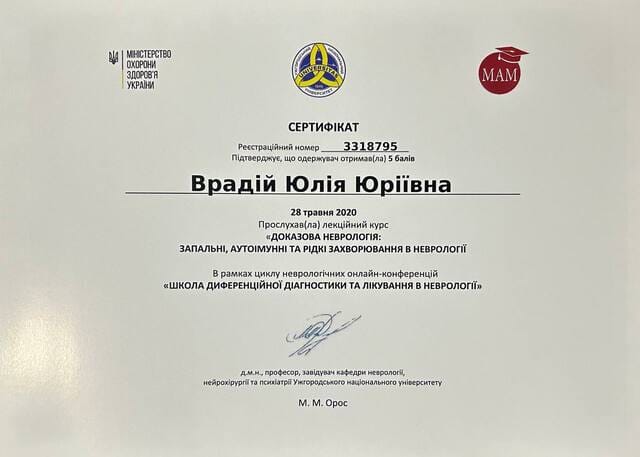 МІНІСТЕРСТВО
ОХОРОНИ
ЗДОРОВ'Я
УКРАЇНИ
UNIVERSITAS
УНІВЕРСИТЕТ
МАМ
СЕРТИФІКАТ
Реєстраційний номер 3318795
Підтверджує, що одержувач отримав(ла) 5 балів
Врадій Юлія Юріївна
28 травня 2020
Прослухав(ла) лекційний курс
«ДОКАЗОВА НЕВРОЛОГІЯ:
ЗАПАЛЬНІ, АУТОІМУННІ ТА РІДКІ ЗАХВОРЮВАННЯ В НЕВРОЛОГІЇ
В рамках циклу неврологічних онлайн-конференцій
«ШКОЛА ДИФЕРЕНЦІЙНОЇ ДІАГНОСТИКИ ТА ЛІКУВАННЯ В НЕВРОЛОГІЇ»
д.м.н., професор, завідувач кафедри неврології,
нейрохірургії та психіатрії Ужгородського національного університету
М. М. Орос